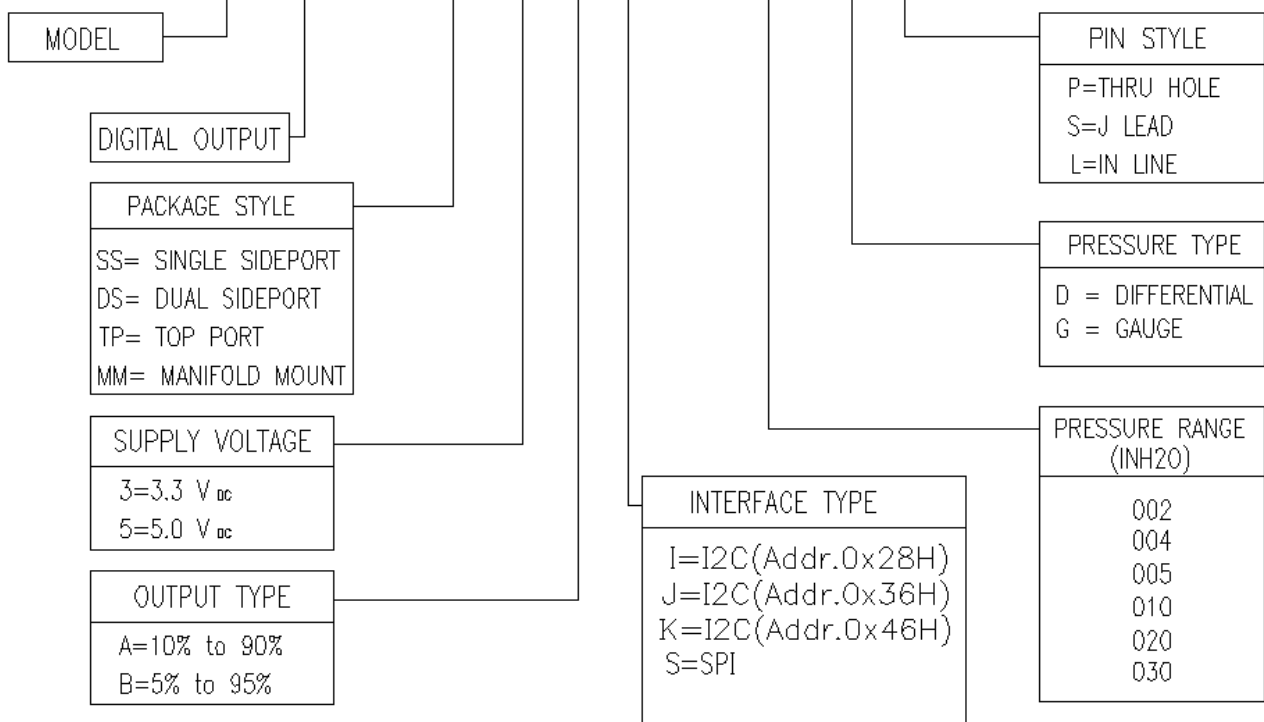 MODEL
DIGITAL OUTPUT
PACKAGE STYLE
SS= SINGLE SIDEPORT
DS= DUAL SIDEPORT
TP= TOP PORT
MM= MANIFOLD MOUNT
SUPPLY VOLTAGE
3=3.3 V DC
5=5.0 V DC
OUTPUT TYPE
A=10% to 90%
B=5% to 95%
INTERFACE TYPE
I=I2C(Addr.0x28H)
J=I2C(Addr.0x36H)
K=I2C(Addr.0x46H)
S=SPI
PIN STYLE
P=THRU HOLE
S=J LEAD
L=IN LINE
PRESSURE TYPE
D = DIFFERENTIAL
G = GAUGE
PRESSURE RANGE
(INH2O)
002
004
005
010
020
030